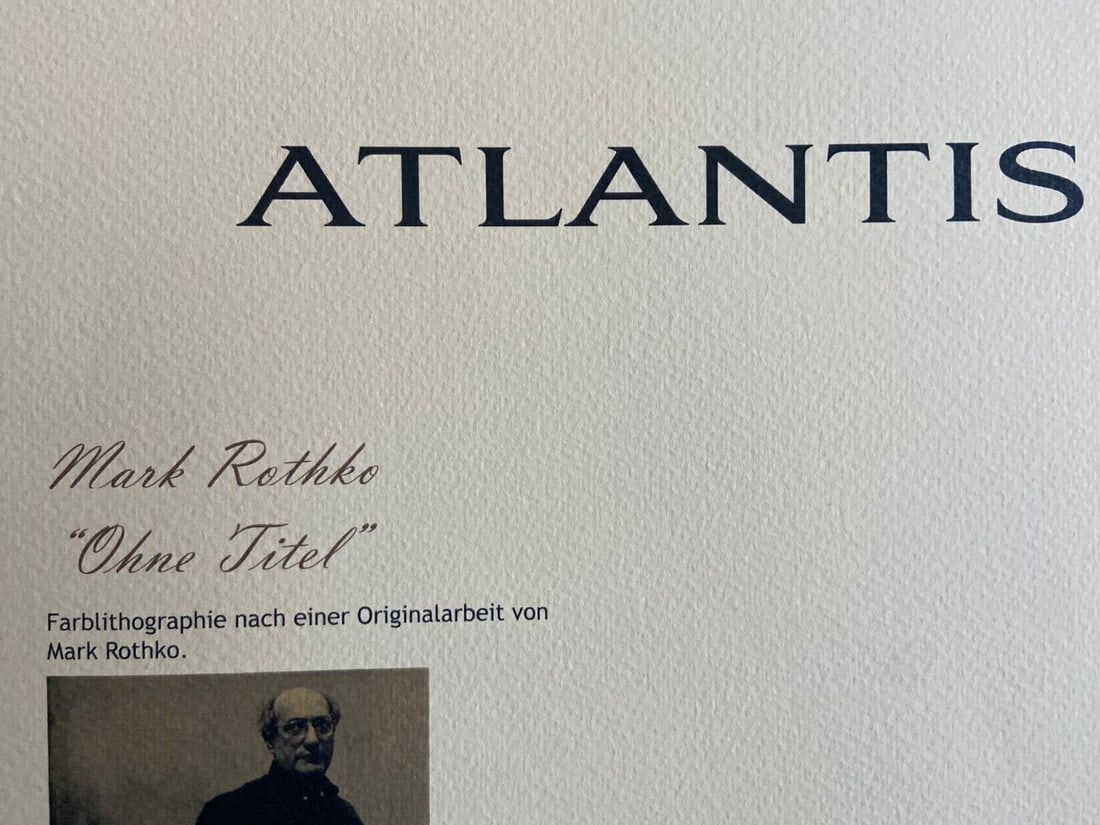 ATLANTIS
Mark Rothko
“Ohne Titel”
Farblithographie nach einer Originalarbeit von
Mark Rothko.